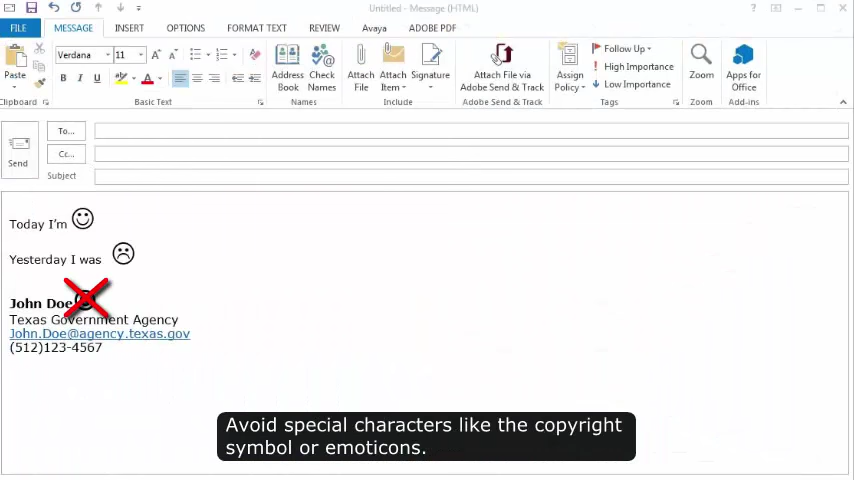 Untitled - Message (HTML)
FILE MESSAGE INSERT OPTIONS FORMAT TEXT REVIEW Avaya ADOBE PDF
Paste
Clipboard
Verdana 11
B I U A
Basic Text
Address Book
Check Names
Names
Attach File
Attach Item
Signature
Include
Attach File via Adobe Send & Track
Adobe Send & Track
Assign Policy
Follow Up
High Importance
Low Importance
Tags
Zoom
Zoom
Apps for Office
Add-ins
Send
To...
Cc...
Subject
Today I'm ☺
Yesterday I was ☹
John Doe
Texas Government Agency
John.Doe@agency.texas.gov
(512)123-4567
Avoid special characters like the copyright
symbol or emoticons.